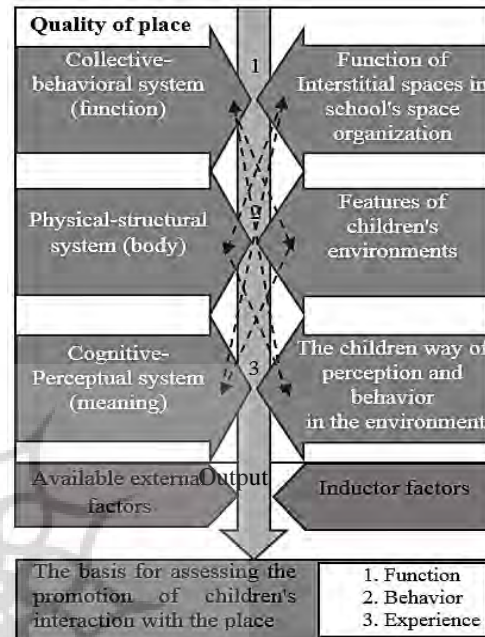 Quality of place
Collective-
behavioral system
(function)
1
Function of
Interstitial spaces in
school's space
organization
Physical-structural
system (body)
2
Features of
children's
environments
Cognitive-
Perceptual system
(meaning)
3
The children way of
perception and
behavior
in the environment
Available externa
factors
Output
Inductor factors
The basis for assessing the
promotion of children's
interaction with the place
1. Function
2. Behavior
3. Experience